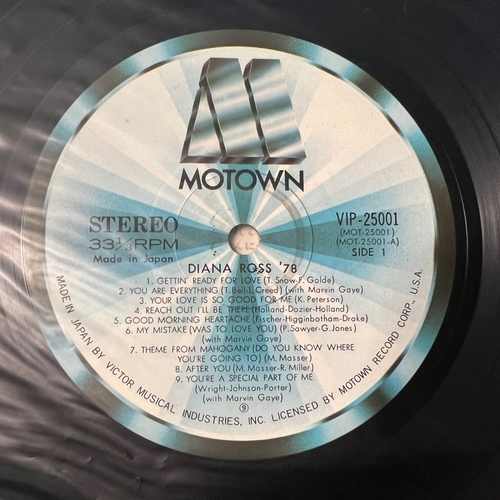 M
MOTOWN
STEREO
33⅓RPM
Made in Japan
VIP-25001
(MOT-25001)
(MOT-25001-A)
SIDE 1
DIANA ROSS '78
1. GETTIN' READY FOR LOVE (T. Snow-F. Golde)
2. YOU ARE EVERYTHING (T. Bell-L. Creed) (with Marvin Gaye)
3. YOUR LOVE IS SO GOOD FOR ME (K. Peterson)
4. REACH OUT I'LL BE THERE (Holland-Dozier-Holland)
5. GOOD MORNING HEARTACHE (Fischer-Higginbotham-Drake)
6. MY MISTAKE (WAS TO LOVE YOU) (P. Sawyer-G. Jones)
(with Marvin Gaye)
7. THEME FROM MAHOGANY (DO YOU KNOW WHERE
YOU'RE GOING TO) (M. Masser)
8. AFTER YOU (M. Masser-R. Miller)
9. YOU'RE A SPECIAL PART OF ME
(Wright-Johnson-Porter)
(with Marvin Gaye)
⑨
MADE IN JAPAN BY VICTOR MUSICAL INDUSTRIES, INC. LICENSED BY MOTOWN RECORD CORP., U.S.A.